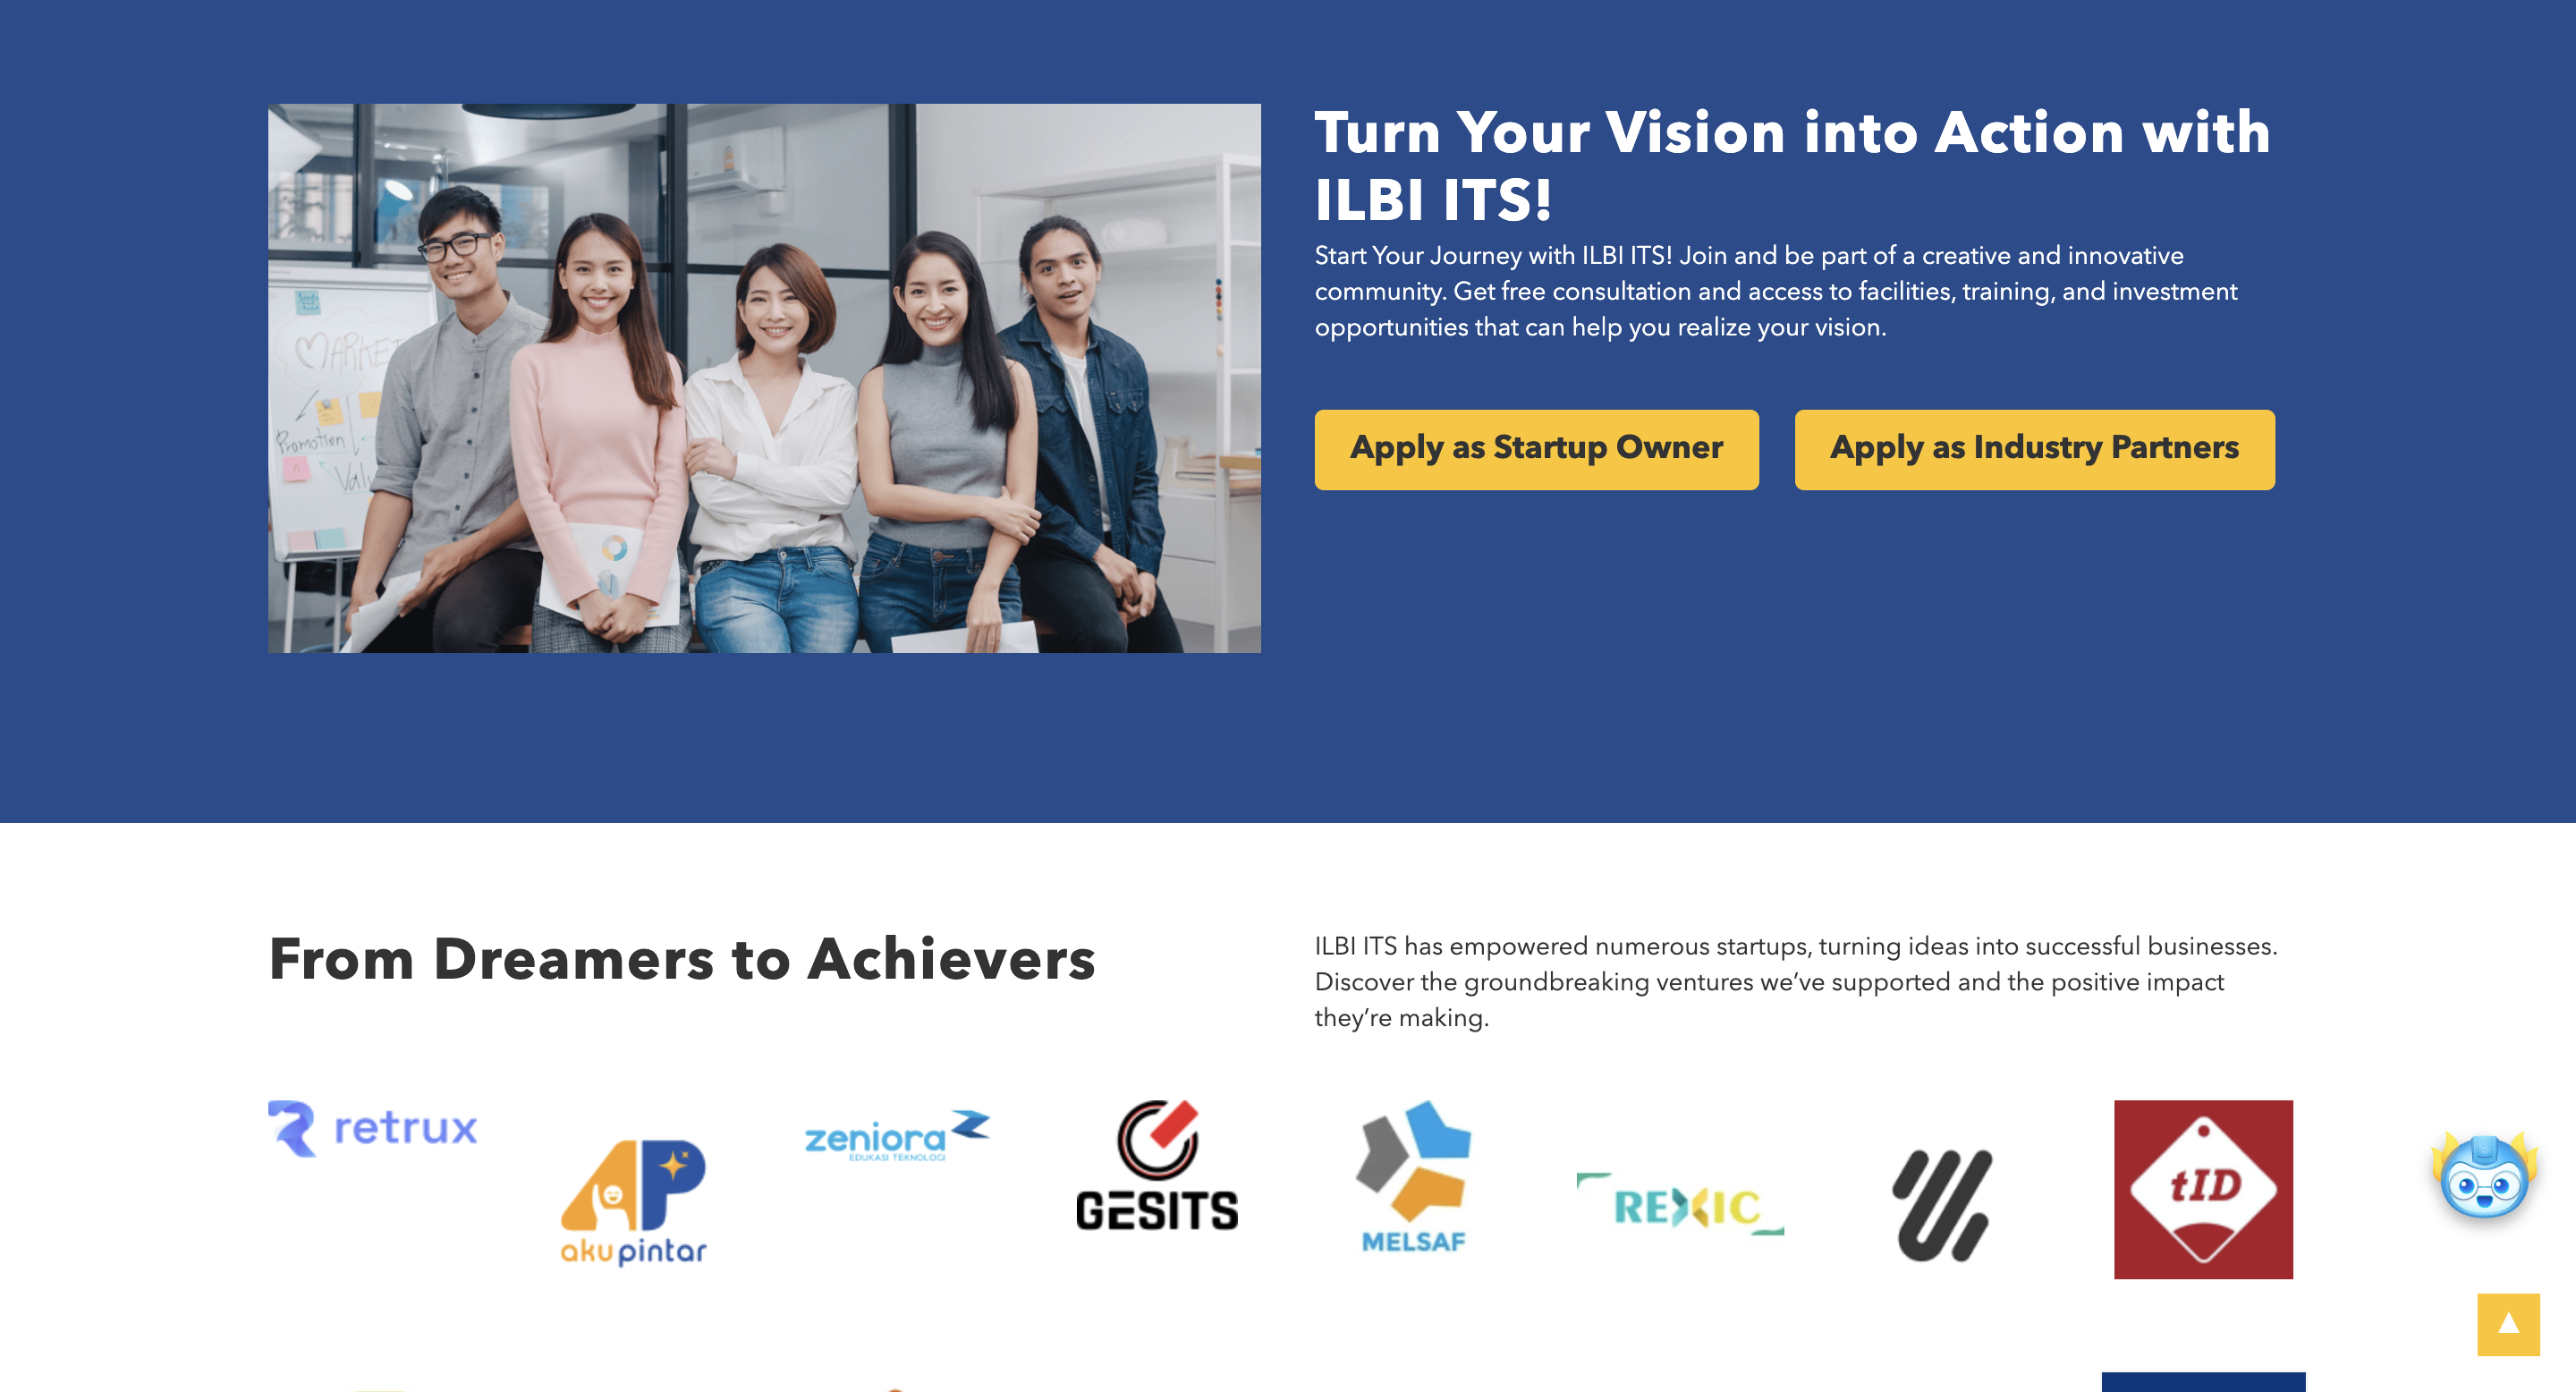 Turn Your Vision into Action with
ILBI ITS!
Start Your Journey with ILBI ITS! Join and be part of a creative and innovative
community. Get free consultation and access to facilities, training, and investment
opportunities that can help you realize your vision.
Apply as Startup Owner
Apply as Industry Partners
MARKET
Promotion
A
From Dreamers to Achievers
ILBI ITS has empowered numerous startups, turning ideas into successful businesses.
Discover the groundbreaking ventures we’ve supported and the positive impact
they’re making.
retrux
AP
akupintar
zeniora
EDUKASI TEKNOLOGI
GESITS
MELSAF
REXIC
tID